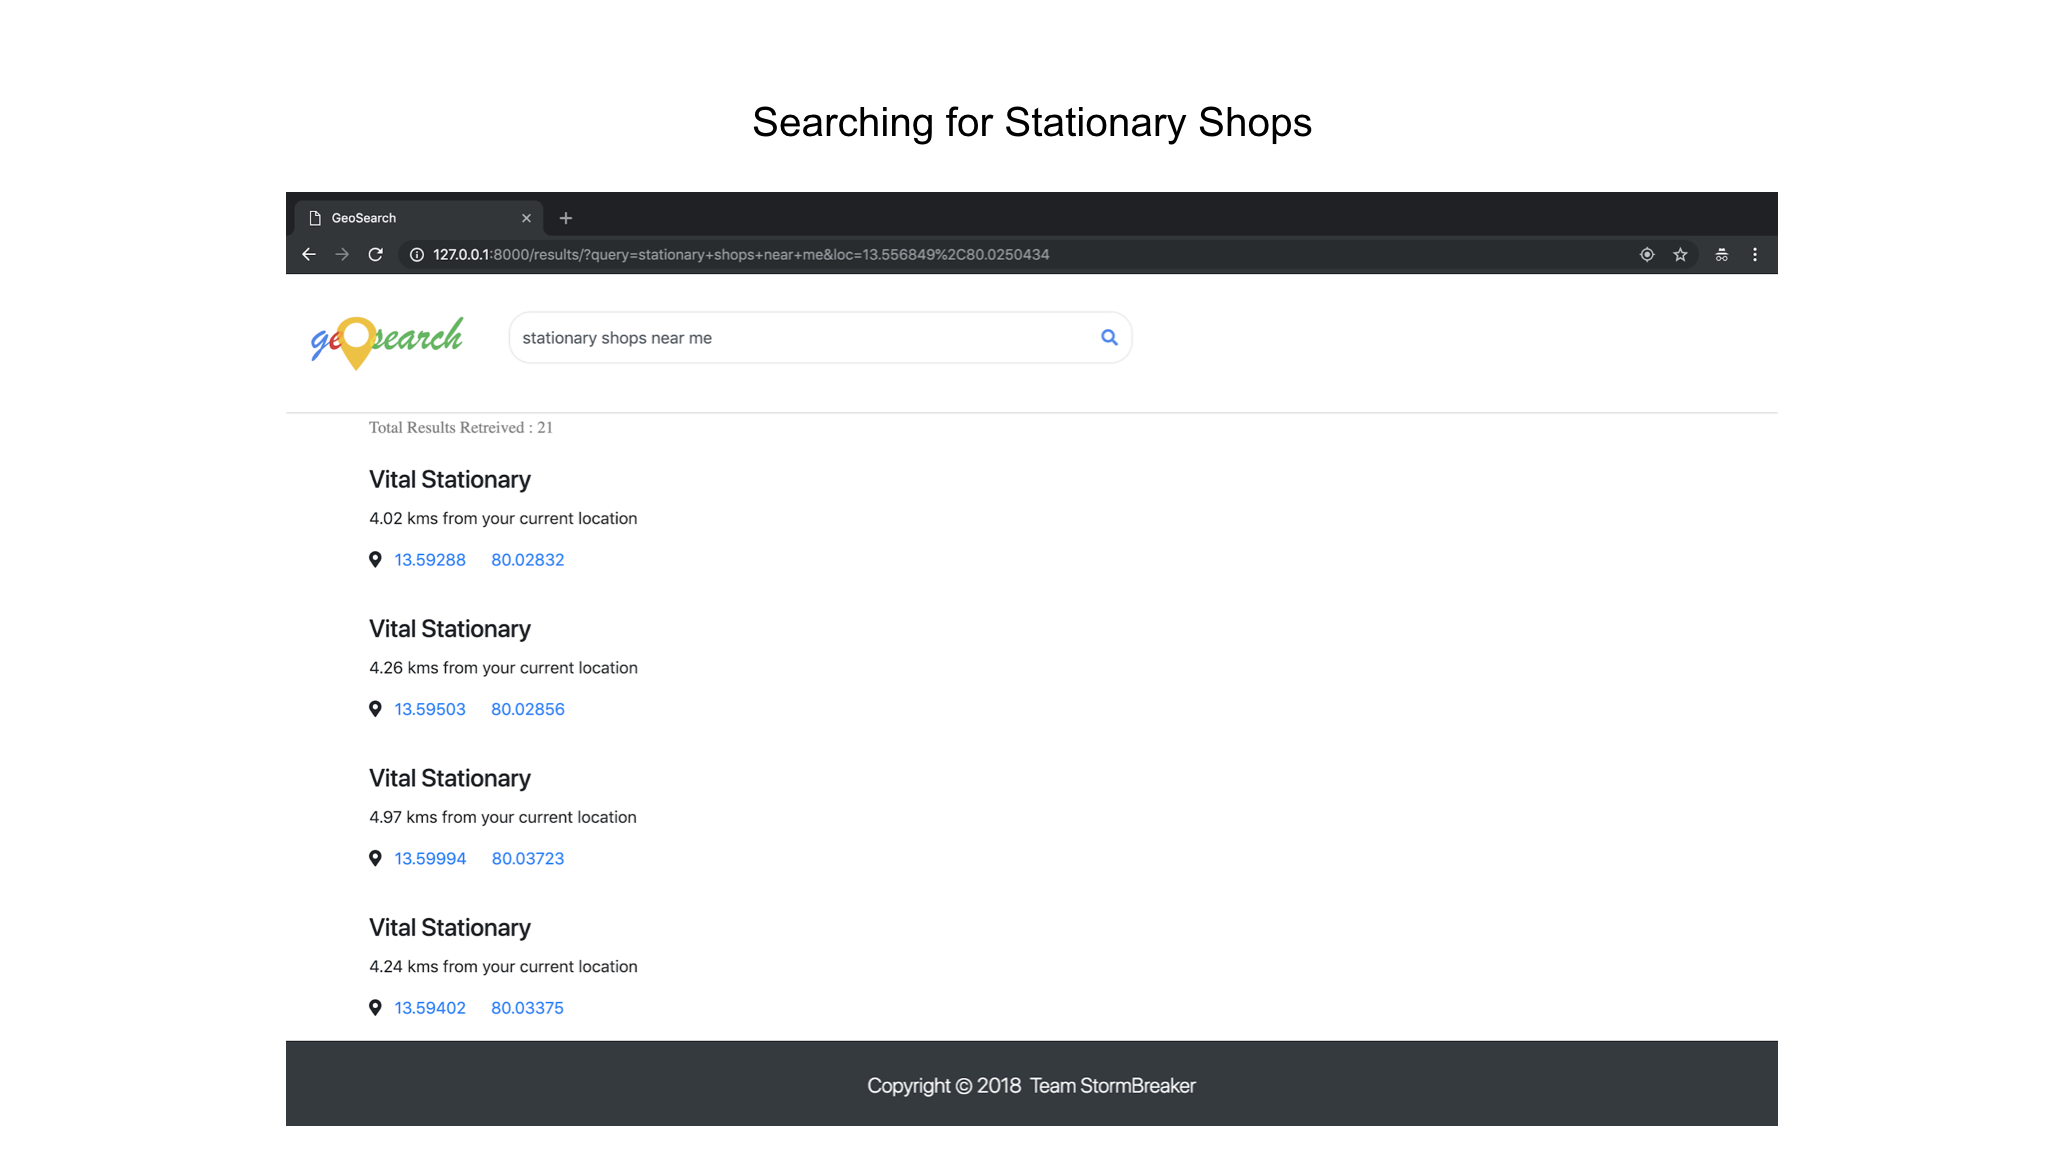 Searching for Stationary Shops
GeoSearch
127.0.0.1:8000/results/?query=stationary+shops+near+me&loc=13.556849%2C80.0250434
geosearch
stationary shops near me
Total Results Retreived : 21
Vital Stationary
4.02 kms from your current location
13.59288 80.02832
Vital Stationary
4.26 kms from your current location
13.59503 80.02856
Vital Stationary
4.97 kms from your current location
13.59994 80.03723
Vital Stationary
4.24 kms from your current location
13.59402 80.03375
Copyright © 2018 Team StormBreaker